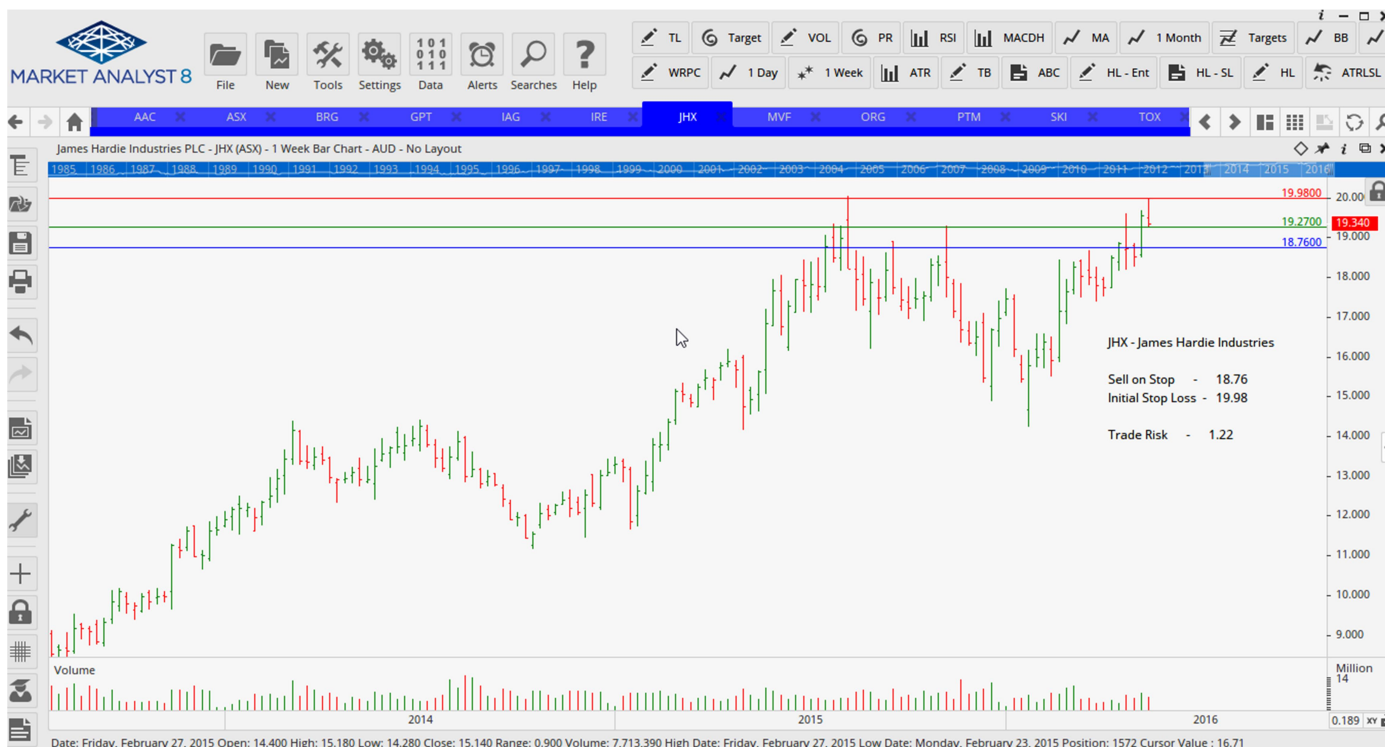 MARKET ANALYST 8
File New Tools Settings Data Alerts Searches Help
TL Target VOL PR RSI MACDH MA 1 Month Targets BB
WRPC 1 Day 1 Week ATR TB ABC HL - Ent HL - SL HL ATRLSL
AAC ASX BRG GPT IAG IRE JHX MVF ORG PTM SKI TOX
James Hardie Industries PLC - JHX (ASX) - 1 Week Bar Chart - AUD - No Layout
1985 1986 1987 1988 1989 1990 1991 1992 1993 1994 1995 1996 1997 1998 1999 2000 2001 2002 2003 2004 2005 2006 2007 2008 2009 2010 2011 2012 2013 2014 2015 2016
19.9800
20.00
19.2700
19.340
19.000
18.7600
18.000
17.000
JHX - James Hardie Industries
16.000
Sell on Stop - 18.76
15.000
Initial Stop Loss - 19.98
Trade Risk - 1.22
14.000
13.000
12.000
11.000
10.000
9.000
Volume
Million
14
2014 2015 2016
0.189 XY
Date: Friday, February 27, 2015 Open: 14.400 High: 15.180 Low: 14.280 Close: 15.140 Range: 0.900 Volume: 7,713,390 High Date: Friday, February 27, 2015 Low Date: Monday, February 23, 2015 Position: 1572 Cursor Value : 16.71